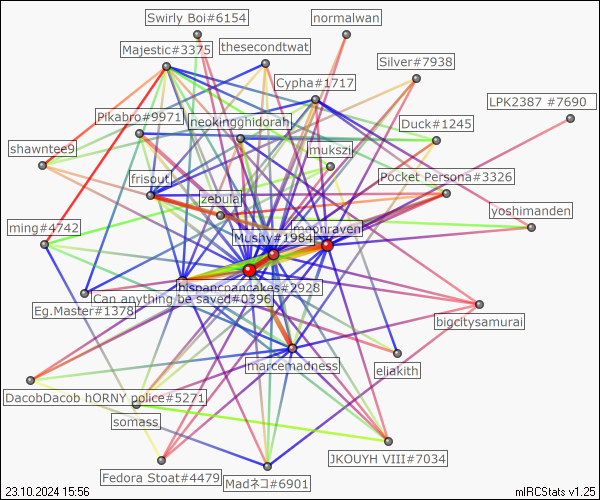 Swirly Boi#6154
normalwan
Majestic#3375
thesecondtwat
Silver#7938
Cypha#1717
LPK2387 #7690
Pikabro#9971
neokingghidorah
Duck#1245
shawntee9
mukszi
frisout
Pocket Persona#3326
zebulai
yoshimanden
ming#4742
moonraven
Mushy#1984
hispancpancakes#2928
Can anything be saved#0396
Eg.Master#1378
bigcitysamurai
marcemadness
eliakith
DacobDacob hORNY police#5271
somass
JKOUYH VIII#7034
Fedora Stoat#4479
Madネコ#6901
23.10.2024 15:56
mIRCStats v1.25